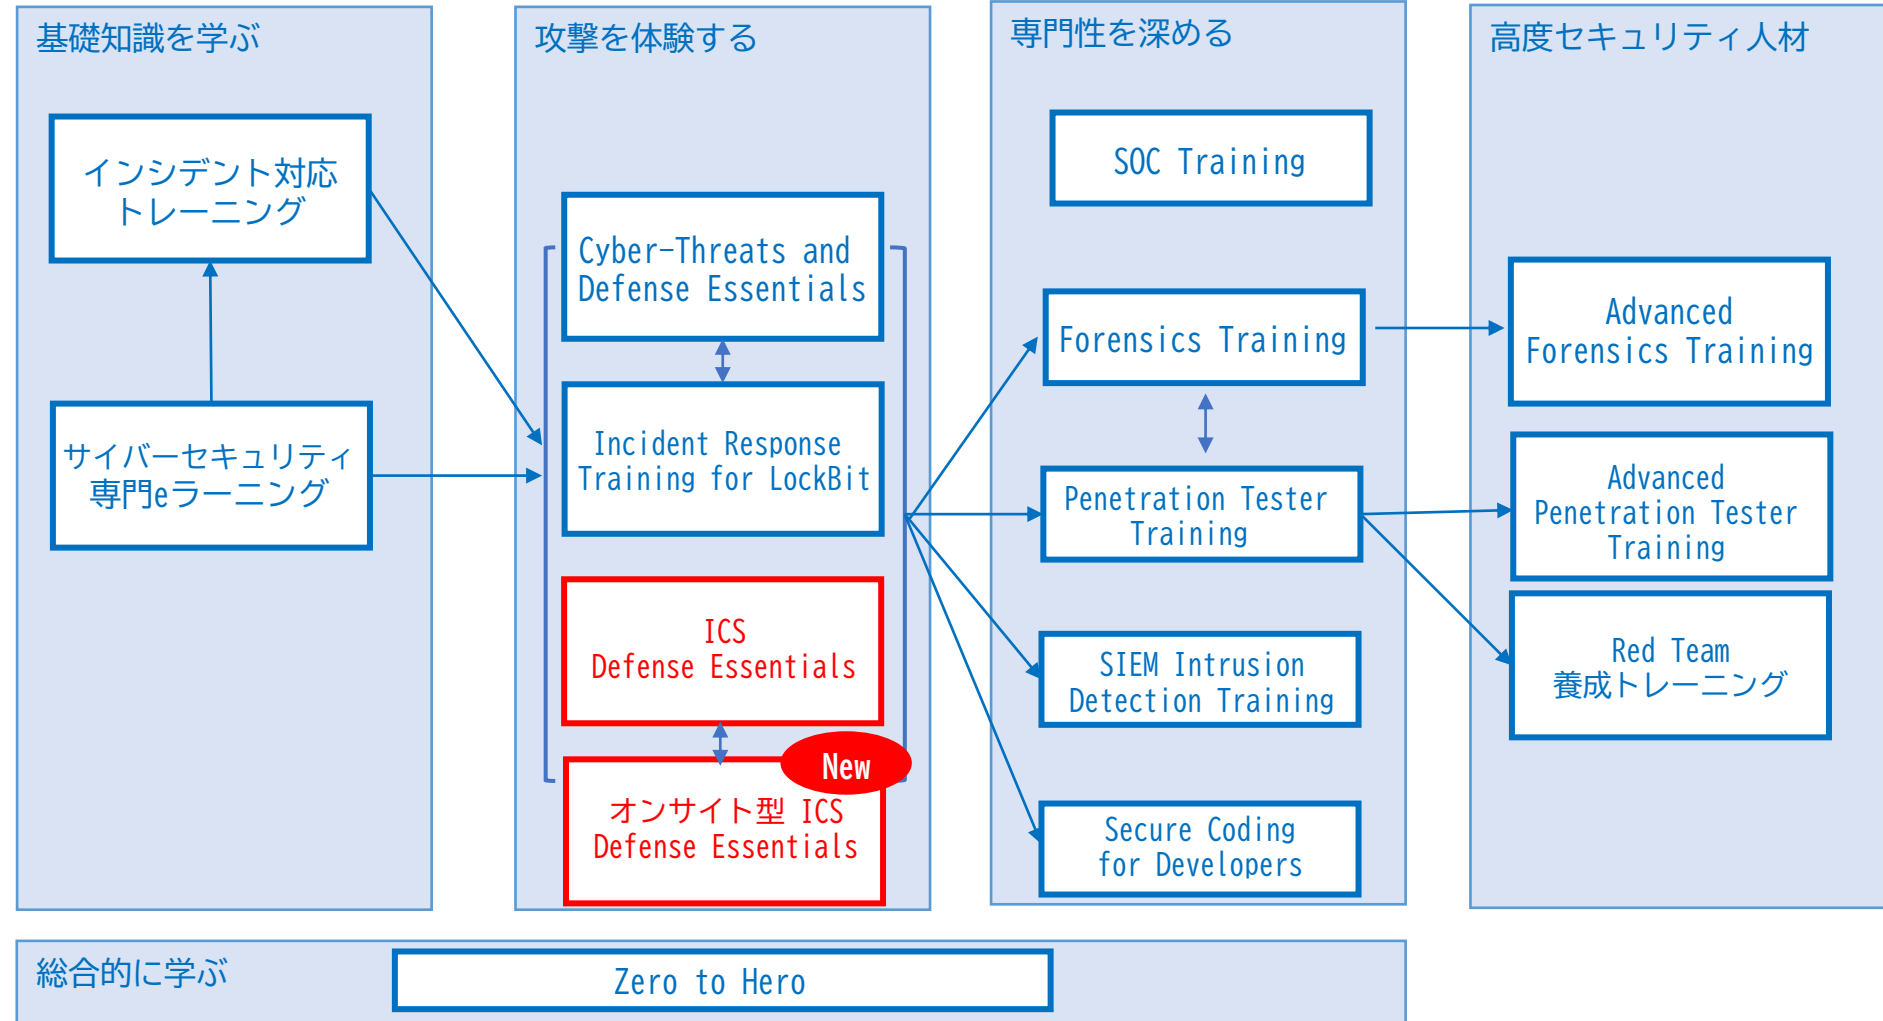 基礎知識を学ぶ
インシデント対応
トレーニング
サイバーセキュリティ
専門eラーニング
攻撃を体験する
Cyber-Threats and
Defense Essentials
Incident Response
Training for LockBit
ICS
Defense Essentials
New
オンサイト型 ICS
Defense Essentials
専門性を深める
SOC Training
Forensics Training
Penetration Tester
Training
SIEM Intrusion
Detection Training
Secure Coding
for Developers
高度セキュリティ人材
Advanced
Forensics Training
Advanced
Penetration Tester
Training
Red Team
養成トレーニング
総合的に学ぶ
Zero to Hero